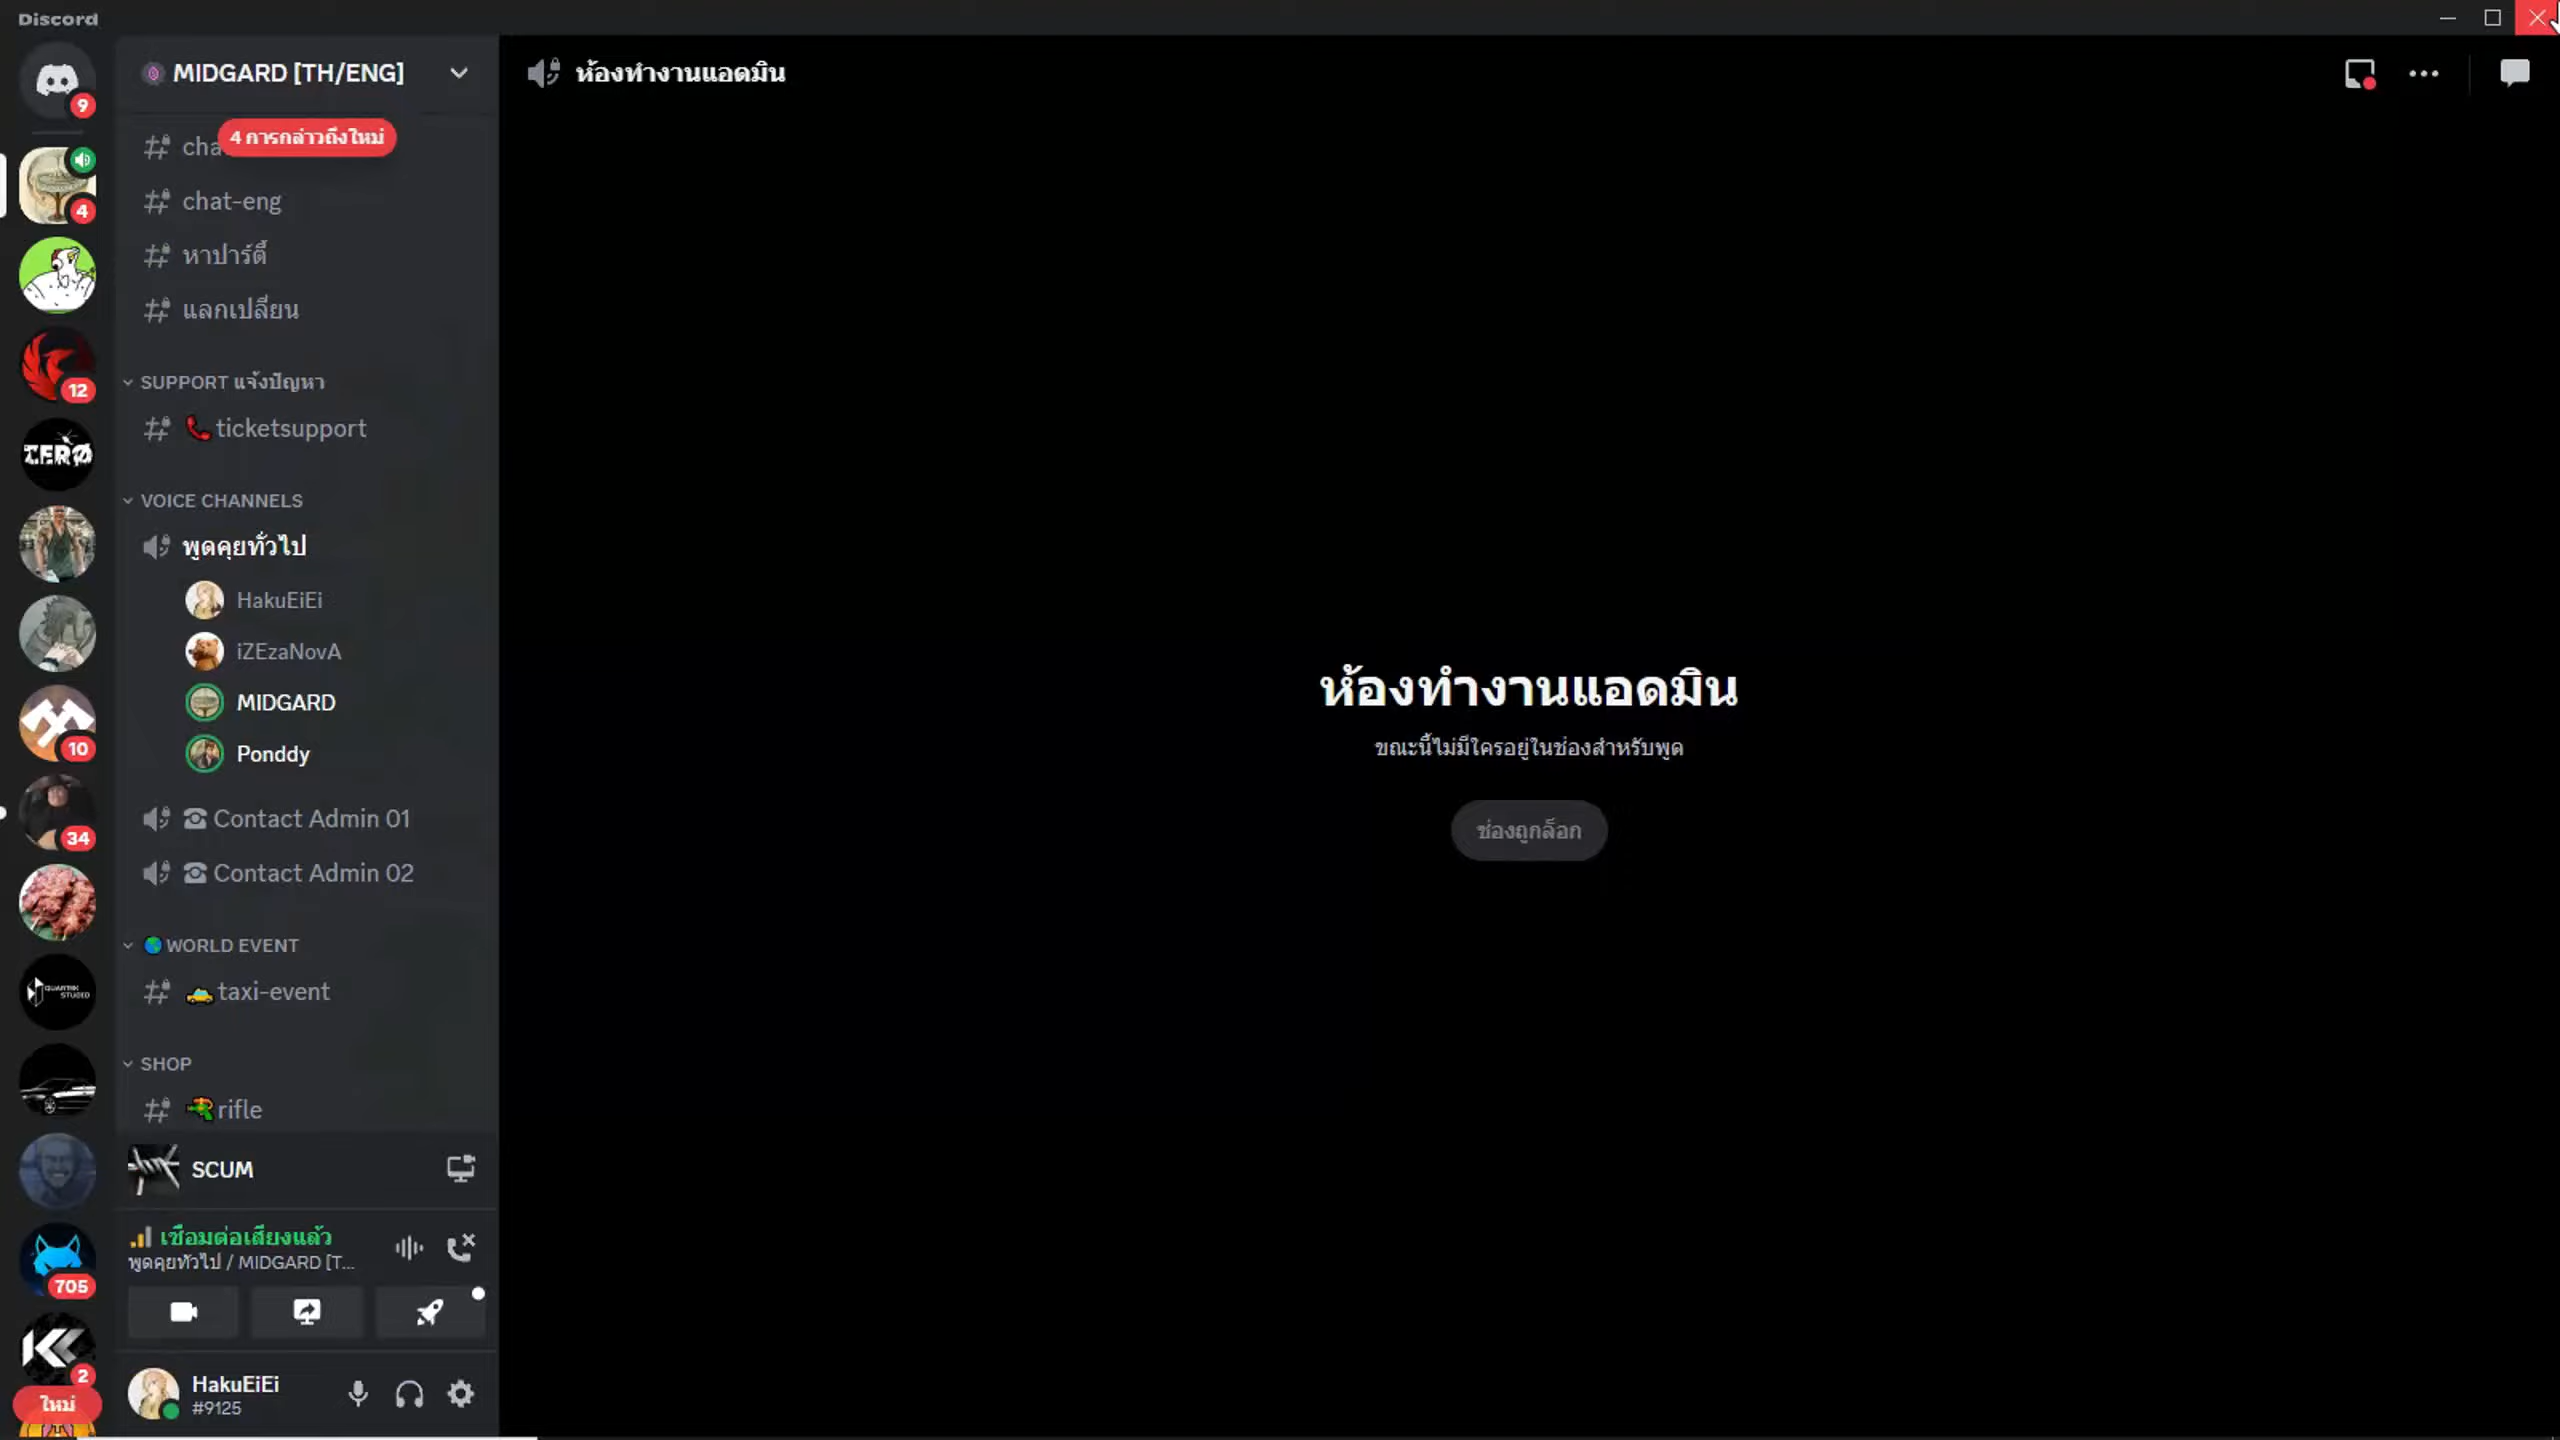 Discord
9
4
12
ZERØ
10
34
QUANTRIX STUDIO
705
2
ใหม่
MIDGARD [TH/ENG]
4 การกล่าวถึงใหม่
cha
chat-eng
หาปาร์ตี้
แลกเปลี่ยน
SUPPORT แจ้งปัญหา
ticketsupport
VOICE CHANNELS
พูดคุยทั่วไป
HakuEiEi
iZEzaNovA
MIDGARD
Ponddy
Contact Admin 01
Contact Admin 02
WORLD EVENT
taxi-event
SHOP
rifle
SCUM
เชื่อมต่อเสียงแล้ว
พูดคุยทั่วไป / MIDGARD [T...
HakuEiEi
#9125
ห้องทำงานแอดมิน
ห้องทำงานแอดมิน
ขณะนี้ไม่มีใครอยู่ในช่องสำหรับพูด
ช่องถูกล็อก